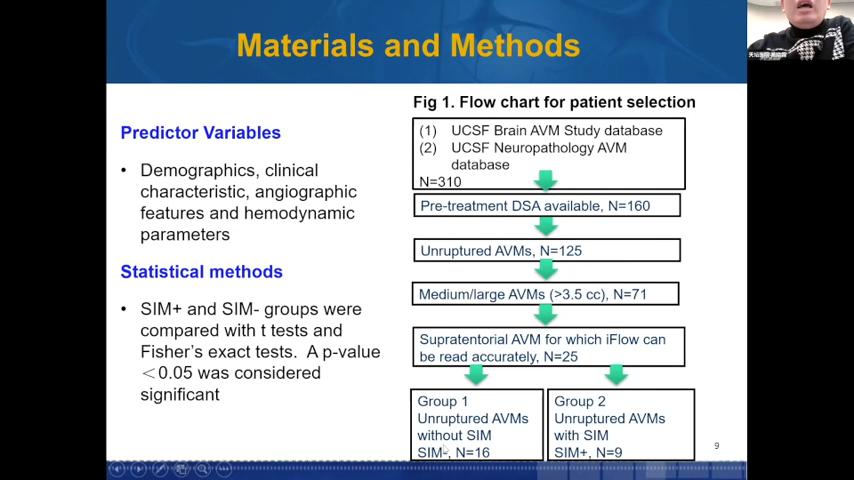 Materials and Methods
Predictor Variables
• Demographics, clinical
characteristic, angiographic
features and hemodynamic
parameters
Statistical methods
• SIM+ and SIM- groups were
compared with t tests and
Fisher's exact tests. A p-value
＜0.05 was considered
significant
Fig 1. Flow chart for patient selection
(1) UCSF Brain AVM Study database
(2) UCSF Neuropathology AVM
database
N=310
Pre-treatment DSA available, N=160
Unruptured AVMs, N=125
Medium/large AVMs (>3.5 cc), N=71
Supratentorial AVM for which iFlow can
be read accurately, N=25
Group 1
Unruptured AVMs
without SIM
SIM-, N=16
Group 2
Unruptured AVMs
with SIM
SIM+, N=9
9